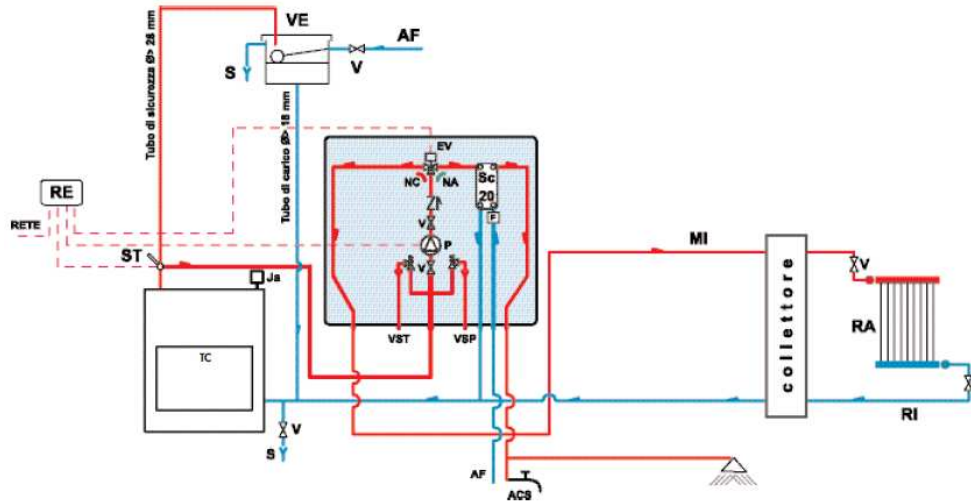 VE
AF
S
V
Tubo di sicurezza Ø> 28 mm
Tubo di carico Ø> 18 mm
EV
NC
NA
Sc
20
F
RE
RETE
V
P
V
ST
Ja
MI
collettore
V
RA
VST
VSP
TC
RI
V
S
AF
ACS